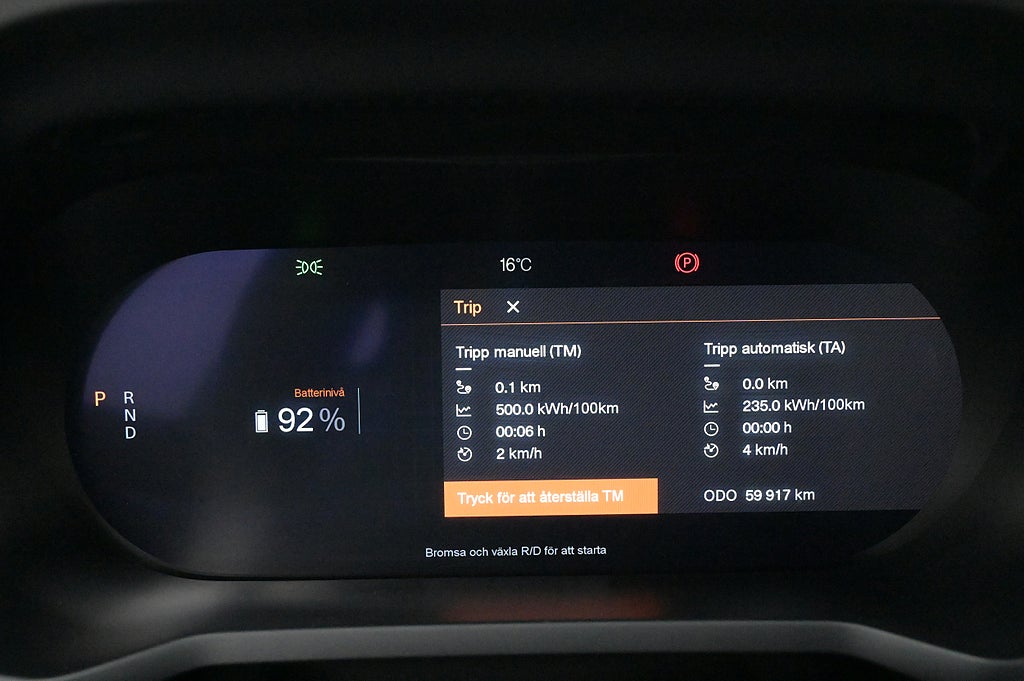 16°C
P
Trip
Tripp manuell (TM)
0.1 km
500.0 kWh/100km
00:06 h
2 km/h
Tryck för att återställa TM
Tripp automatisk (TA)
0.0 km
235.0 kWh/100km
00:00 h
4 km/h
ODO 59 917 km
P R
N
D
Batterinivå
92 %
Bromsa och växla R/D för att starta